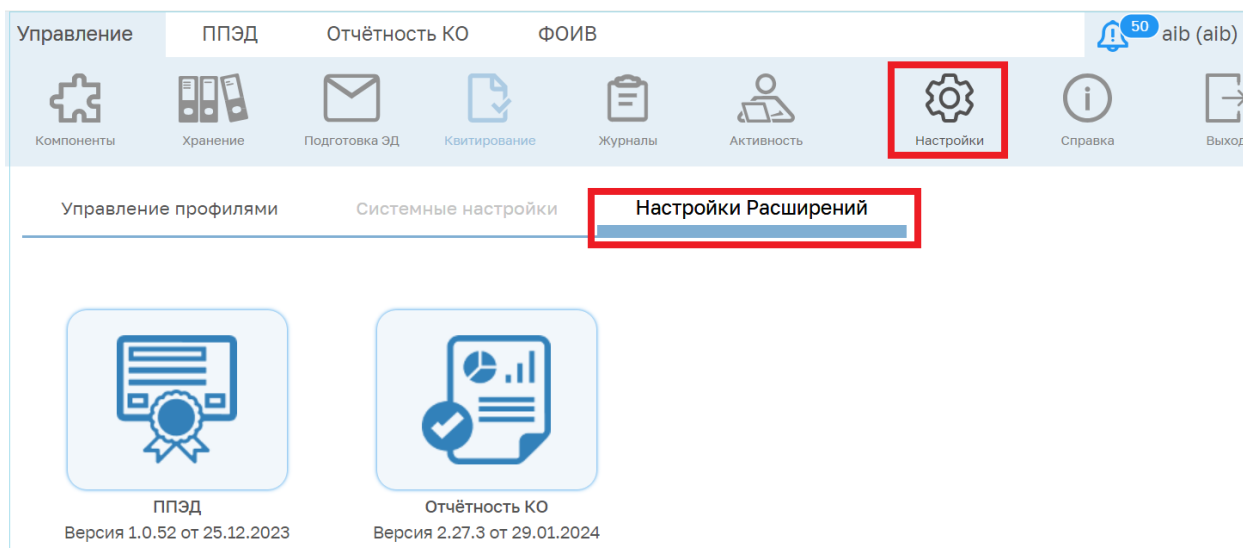 Управление ППЭД Отчётность КО ФОИВ 50 aib (aib)
Компоненты Хранение Подготовка ЭД Квитирование Журналы Активность Настройки Справка Выход
Управление профилями Системные настройки Настройки Расширений
ППЭД Отчётность КО
Версия 1.0.52 от 25.12.2023 Версия 2.27.3 от 29.01.2024